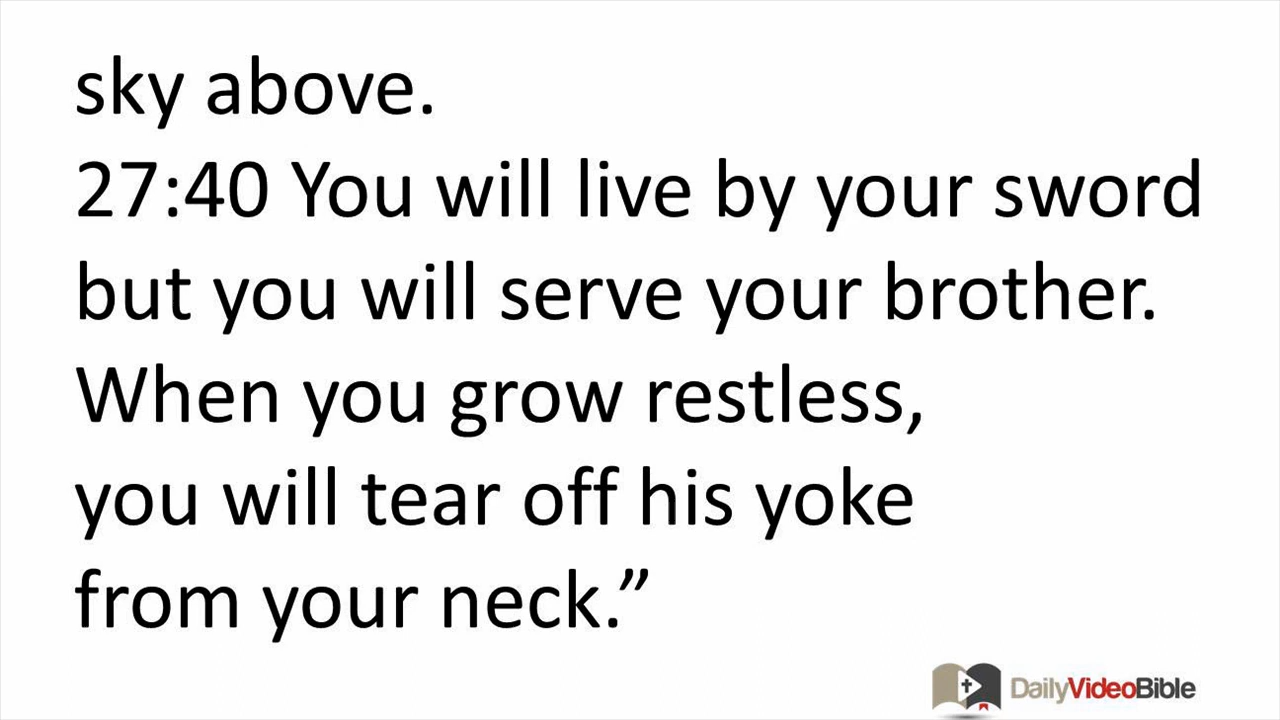 sky above.
27:40 You will live by your sword
but you will serve your brother.
When you grow restless,
you will tear off his yoke
from your neck.”
DailyVideoBible